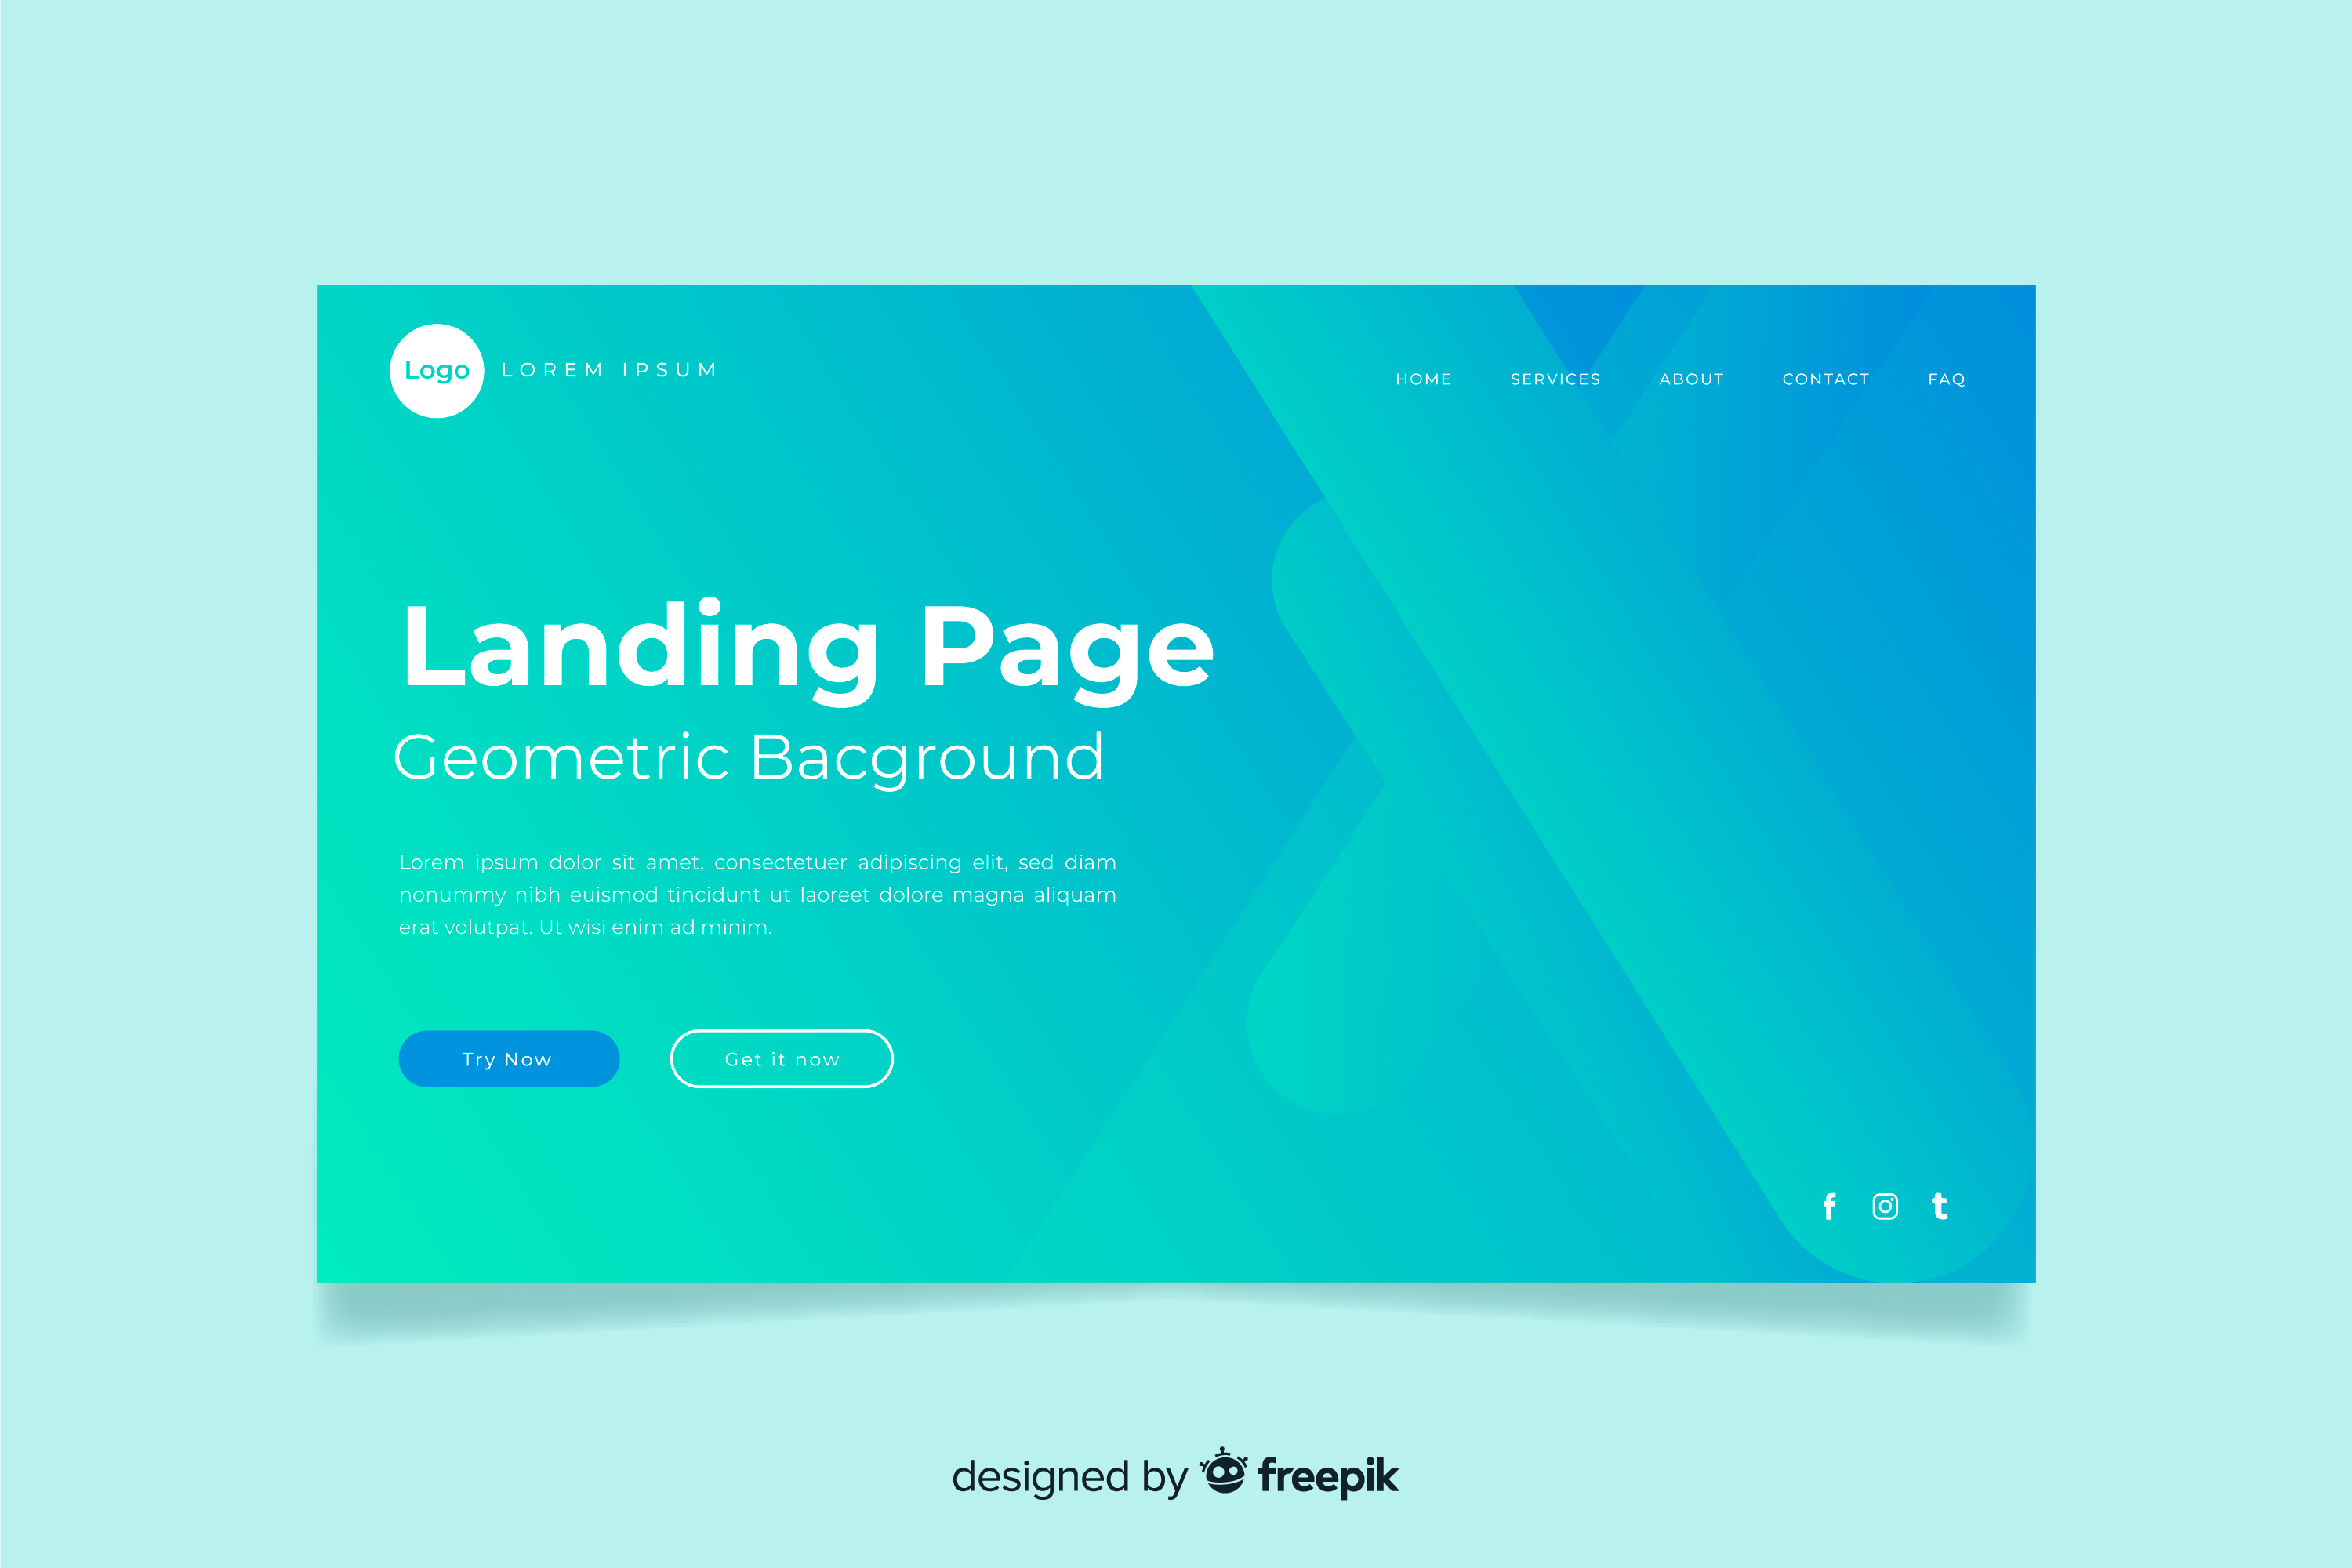 Logo LOREM IPSUM
HOME SERVICES ABOUT CONTACT FAQ
Landing Page
Geometric Bacground
Lorem ipsum dolor sit amet, consectetuer adipiscing elit, sed diam
nonummy nibh euismod tincidunt ut laoreet dolore magna aliquam
erat volutpat. Ut wisi enim ad minim.
Try Now Get it now
designed by freepik